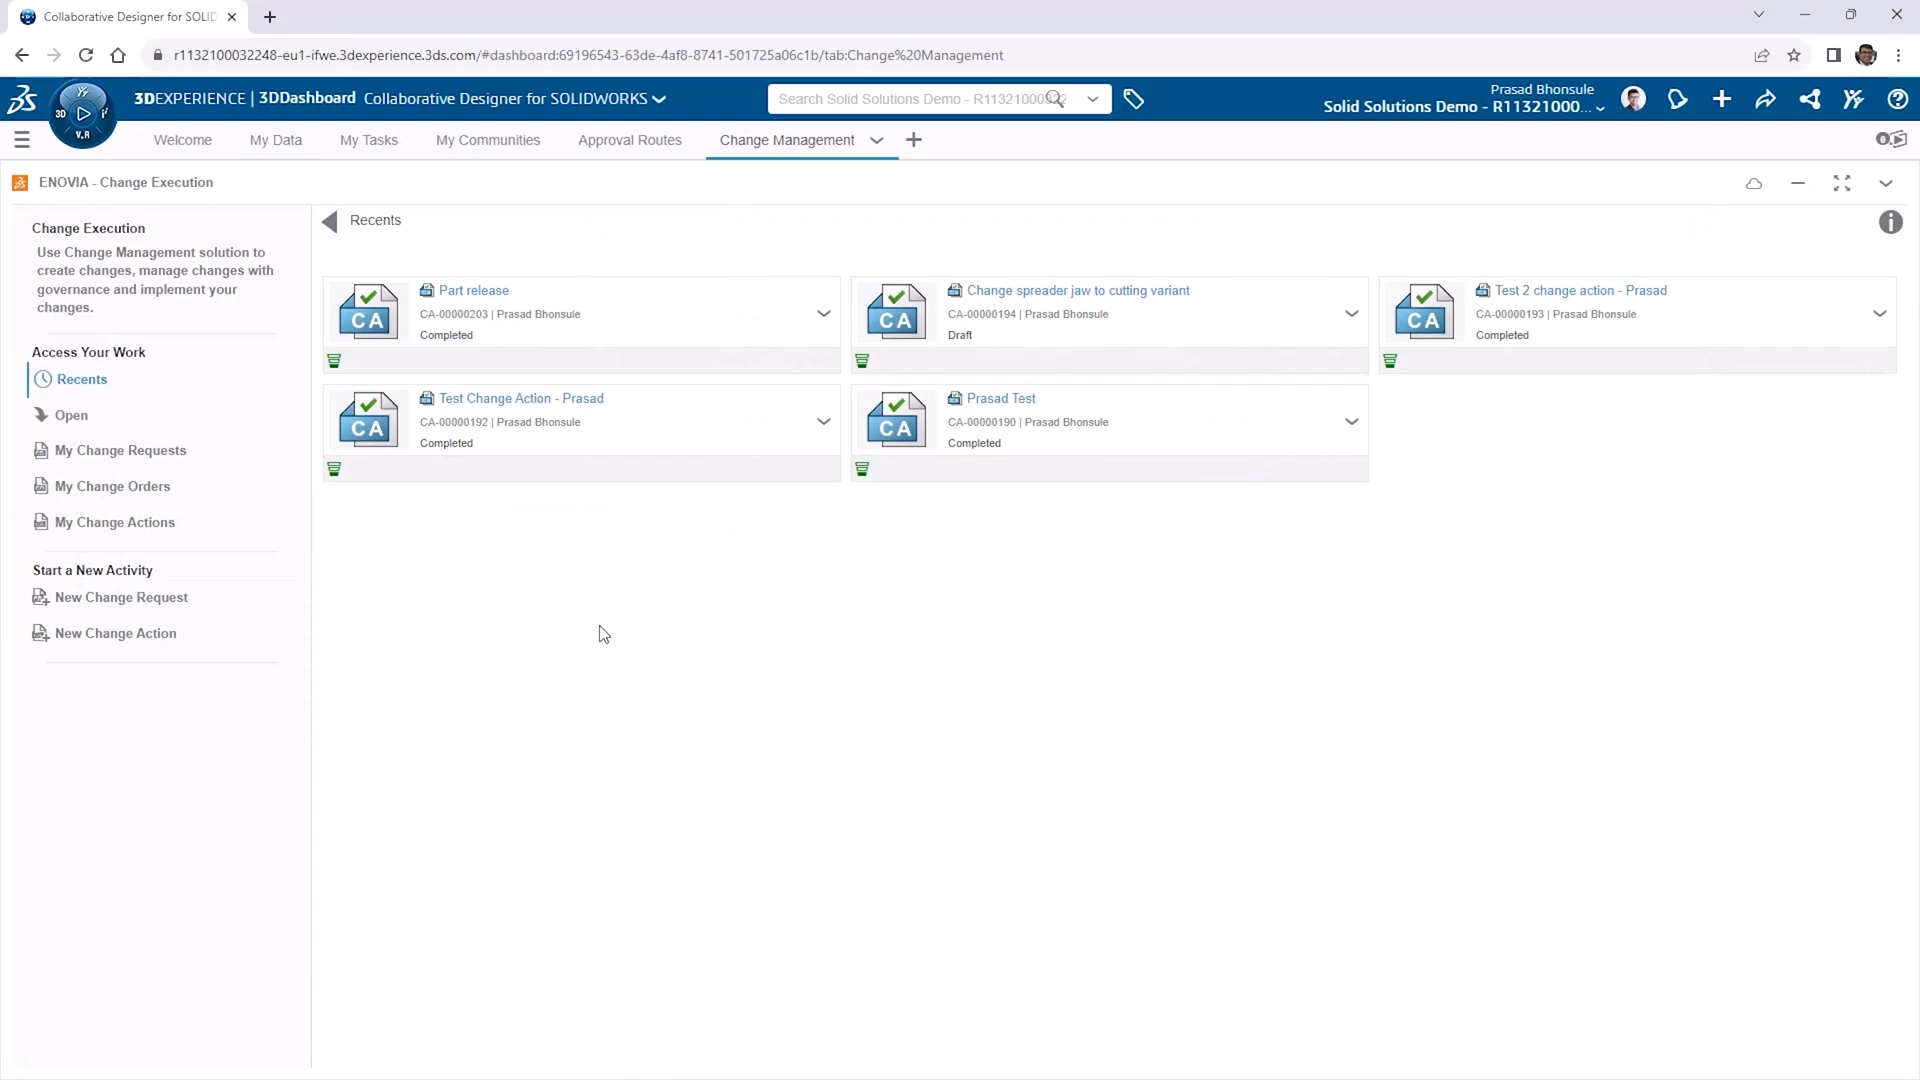 Collaborative Designer for SOLID
r1132100032248-eu1-ifwe.3dexperience.3ds.com/#dashboard:69196543-63de-4af8-8741-501725a06c1b/tab:Change%20Management
3DEXPERIENCE | 3DDashboard Collaborative Designer for SOLIDWORKS
Search Solid Solutions Demo - R11321000
Prasad Bhonsule
Solid Solutions Demo - R11321000...
3D
V.R
Welcome My Data My Tasks My Communities Approval Routes Change Management
0
ENOVIA - Change Execution
Change Execution
Use Change Management solution to
create changes, manage changes with
governance and implement your
changes.
Access Your Work
Recents
Open
My Change Requests
My Change Orders
My Change Actions
Start a New Activity
New Change Request
New Change Action
Recents
CA
Part release
CA-00000203 | Prasad Bhonsule
Completed
CA
Change spreader jaw to cutting variant
CA-00000194 | Prasad Bhonsule
Draft
CA
Test 2 change action - Prasad
CA-00000193 | Prasad Bhonsule
Completed
CA
Test Change Action - Prasad
CA-00000192 | Prasad Bhonsule
Completed
CA
Prasad Test
CA-00000190 | Prasad Bhonsule
Completed